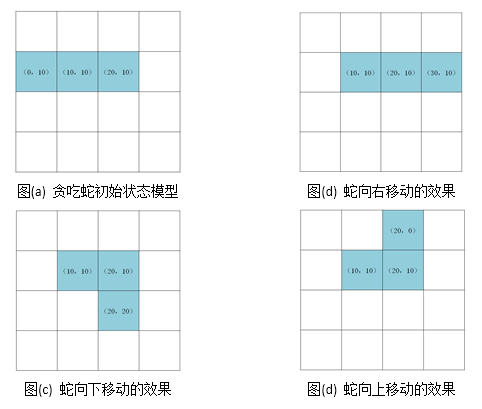 (0, 10) (10, 10) (20, 10)
(10, 10) (20, 10) (30, 10)
图(a) 贪吃蛇初始状态模型
图(d) 蛇向右移动的效果
(10, 10) (20, 10)
(20, 20)
(20, 0)
(10, 10) (20, 10)
图(c) 蛇向下移动的效果
图(d) 蛇向上移动的效果